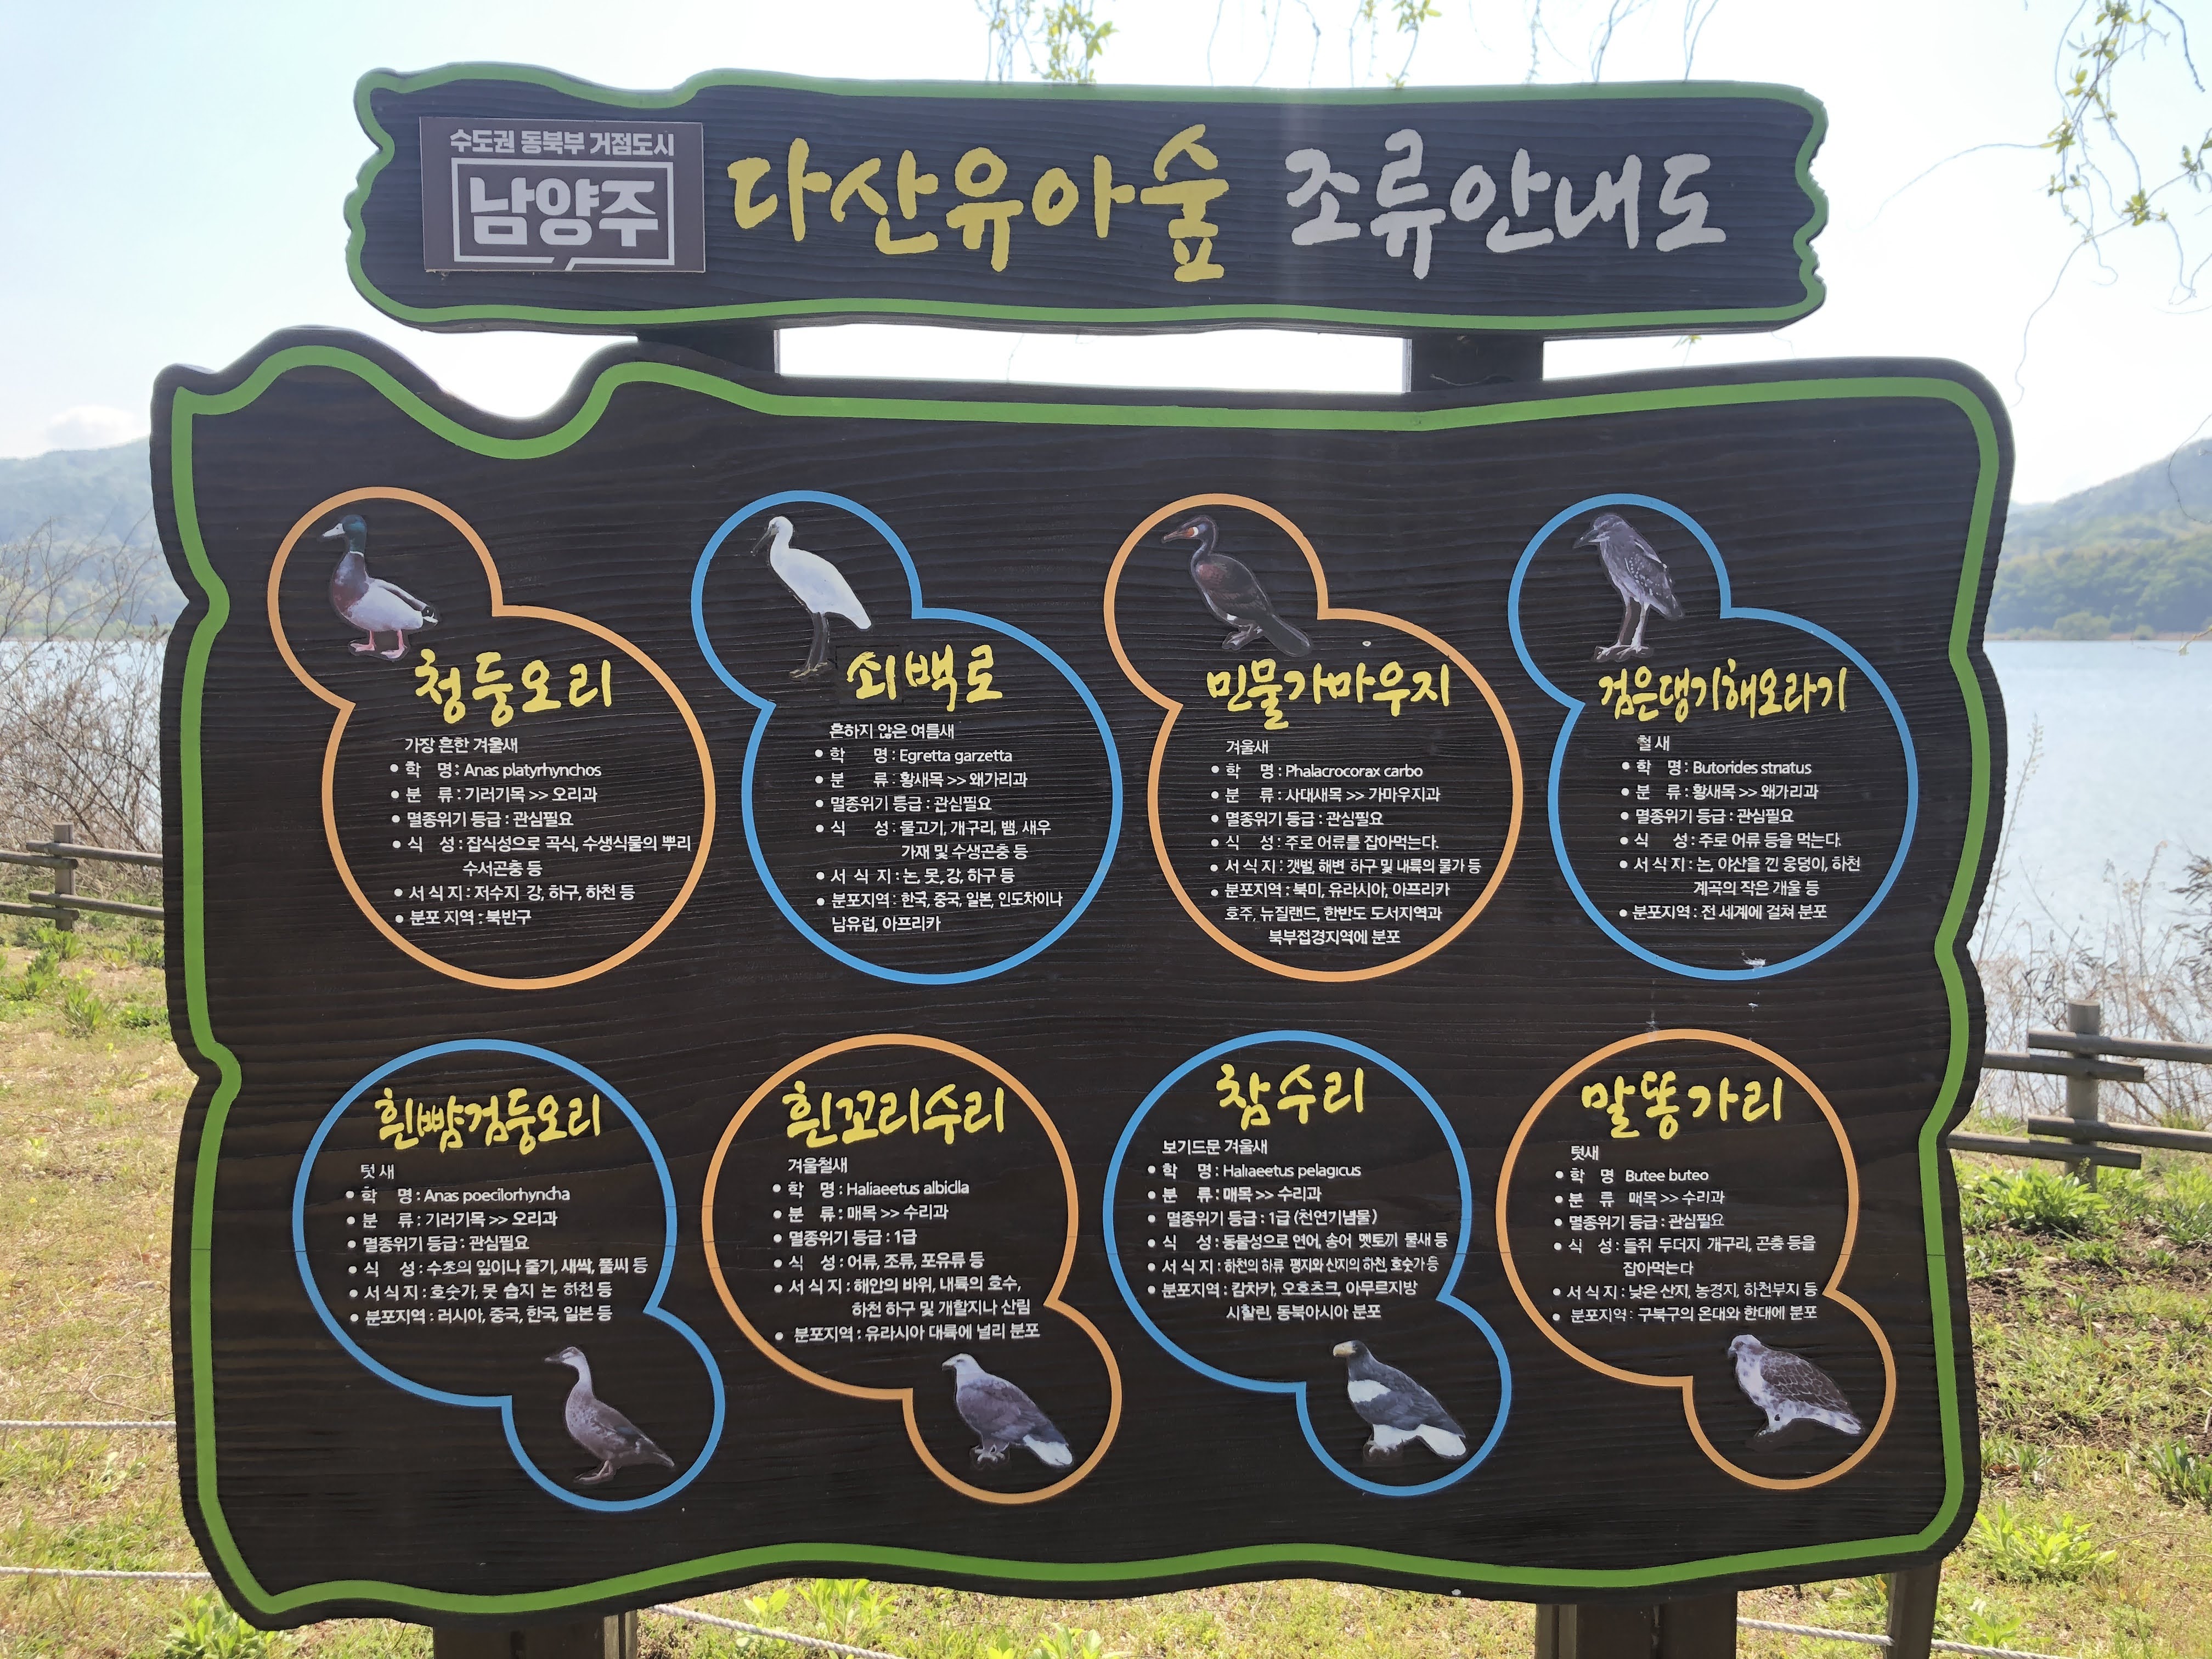 수도권 동북부 거점도시
남양주
다산유아숲 조류안내도
청둥오리
가장 흔한 겨울새
• 학 명 : Anas platyrhynchos
• 분 류 : 기러기목 >> 오리과
• 멸종위기 등급 : 관심필요
• 식 성 : 잡식성으로 곡식, 수생식물의 뿌리
수서곤충 등
• 서 식 지 : 저수지 강, 하구, 하천 등
• 분포 지역 : 북반구
쇠백로
흔하지 않은 여름새
• 학 명 : Egretta garzetta
• 분 류 : 황새목 >> 왜가리과
• 멸종위기 등급 : 관심필요
• 식 성 : 물고기, 개구리, 뱀, 새우
가재 및 수생곤충 등
• 서 식 지 : 논, 못, 강, 하구 등
• 분포지역 : 한국, 중국, 일본, 인도차이나
남유럽, 아프리카
민물가마우지
겨울새
• 학 명 : Phalacrocorax carbo
• 분 류 : 사대새목 >> 가마우지과
• 멸종위기 등급 : 관심필요
• 식 성 : 주로 어류를 잡아먹는다.
• 서 식 지 : 갯벌, 해변 하구 및 내륙의 물가 등
• 분포지역 : 북미, 유라시아, 아프리카
호주, 뉴질랜드, 한반도 도서지역과
북부접경지역에 분포
검은댕기해오라기
철새
• 학 명 : Butorides striatus
• 분 류 : 황새목 >> 왜가리과
• 멸종위기 등급 : 관심필요
• 식 성 : 주로 어류 등을 먹는다.
• 서 식 지 : 논, 야산을 낀 웅덩이, 하천
계곡의 작은 개울 등
• 분포지역 : 전 세계에 걸쳐 분포
흰뺨검둥오리
텃새
• 학 명 : Anas poecilorhyncha
• 분 류 : 기러기목 >> 오리과
• 멸종위기 등급 : 관심필요
• 식 성 : 수초의 잎이나 줄기, 새싹, 풀씨 등
• 서 식 지 : 호숫가, 못 습지 논 하천 등
• 분포지역 : 러시아, 중국, 한국, 일본 등
흰꼬리수리
겨울철새
• 학 명 : Haliaeetus albicilla
• 분 류 : 매목 >> 수리과
• 멸종위기 등급 : 1급
• 식 성 : 어류, 조류, 포유류 등
• 서 식 지 : 해안의 바위, 내륙의 호수,
하천 하구 및 개할지나 산림
• 분포지역 : 유라시아 대륙에 널리 분포
참수리
보기드문 겨울새
• 학 명 : Haliaeetus pelagicus
• 분 류 : 매목 >> 수리과
• 멸종위기 등급 : 1급 (천연기념물)
• 식 성 : 동물성으로 연어, 송어 멧토끼 물새 등
• 서 식 지 : 하천의 하류 평지와 산지의 하천, 호숫가 등
• 분포지역 : 캄차카, 오호츠크, 아무르지방
시할린, 동북아시아 분포
말똥가리
텃새
• 학 명 Butee buteo
• 분 류 매목 >> 수리과
• 멸종위기 등급 : 관심필요
• 식 성 : 들쥐 두더지 개구리, 곤충 등을
잡아먹는다
• 서 식 지 : 낮은 산지, 농경지, 하천부지 등
• 분포지역 : 구북구의 온대와 한대에 분포